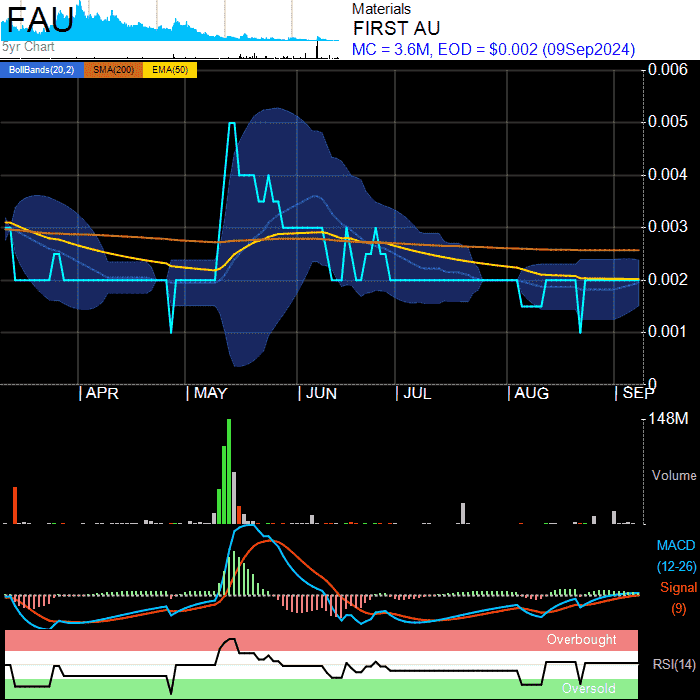 FAU
5yr Chart
Materials
FIRST AU
MC = 3.6M, EOD = $0.002 (09Sep2024)
BollBands(20,2) SMA(200) EMA(50)
0.006
0.005
0.004
0.003
0.002
0.001
0
APR MAY JUN JUL AUG SEP
148M
Volume
MACD
(12-26)
Signal
(9)
Overbought
RSI(14)
Oversold